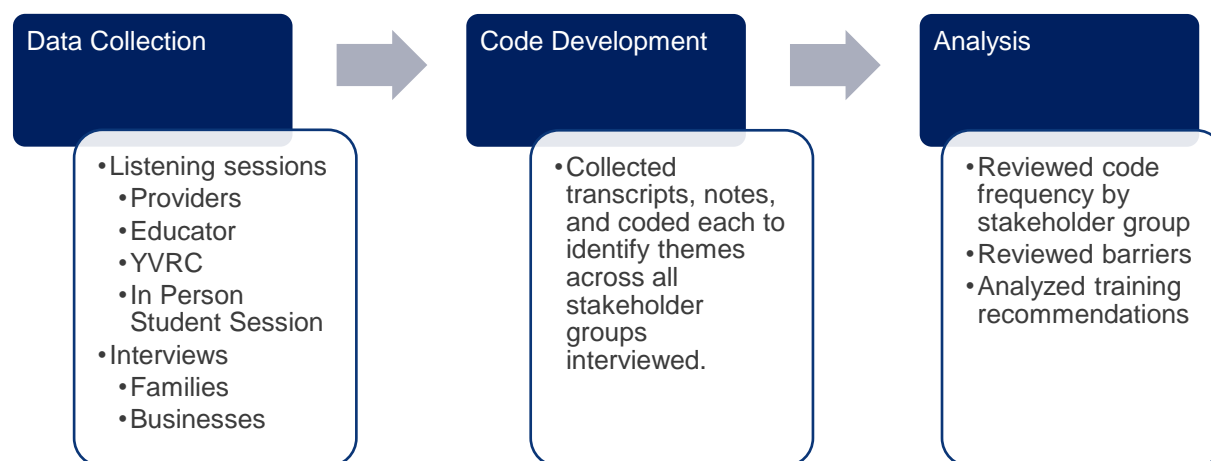 Data Collection
•Listening sessions
•Providers
•Educator
•YVRC
•In Person
Student Session
•Interviews
•Families
•Businesses
Code Development
•Collected
transcripts, notes,
and coded each to
identify themes
across all
stakeholder
groups
interviewed.
Analysis
•Reviewed code
frequency by
stakeholder group
•Reviewed barriers
•Analyzed training
recommendations